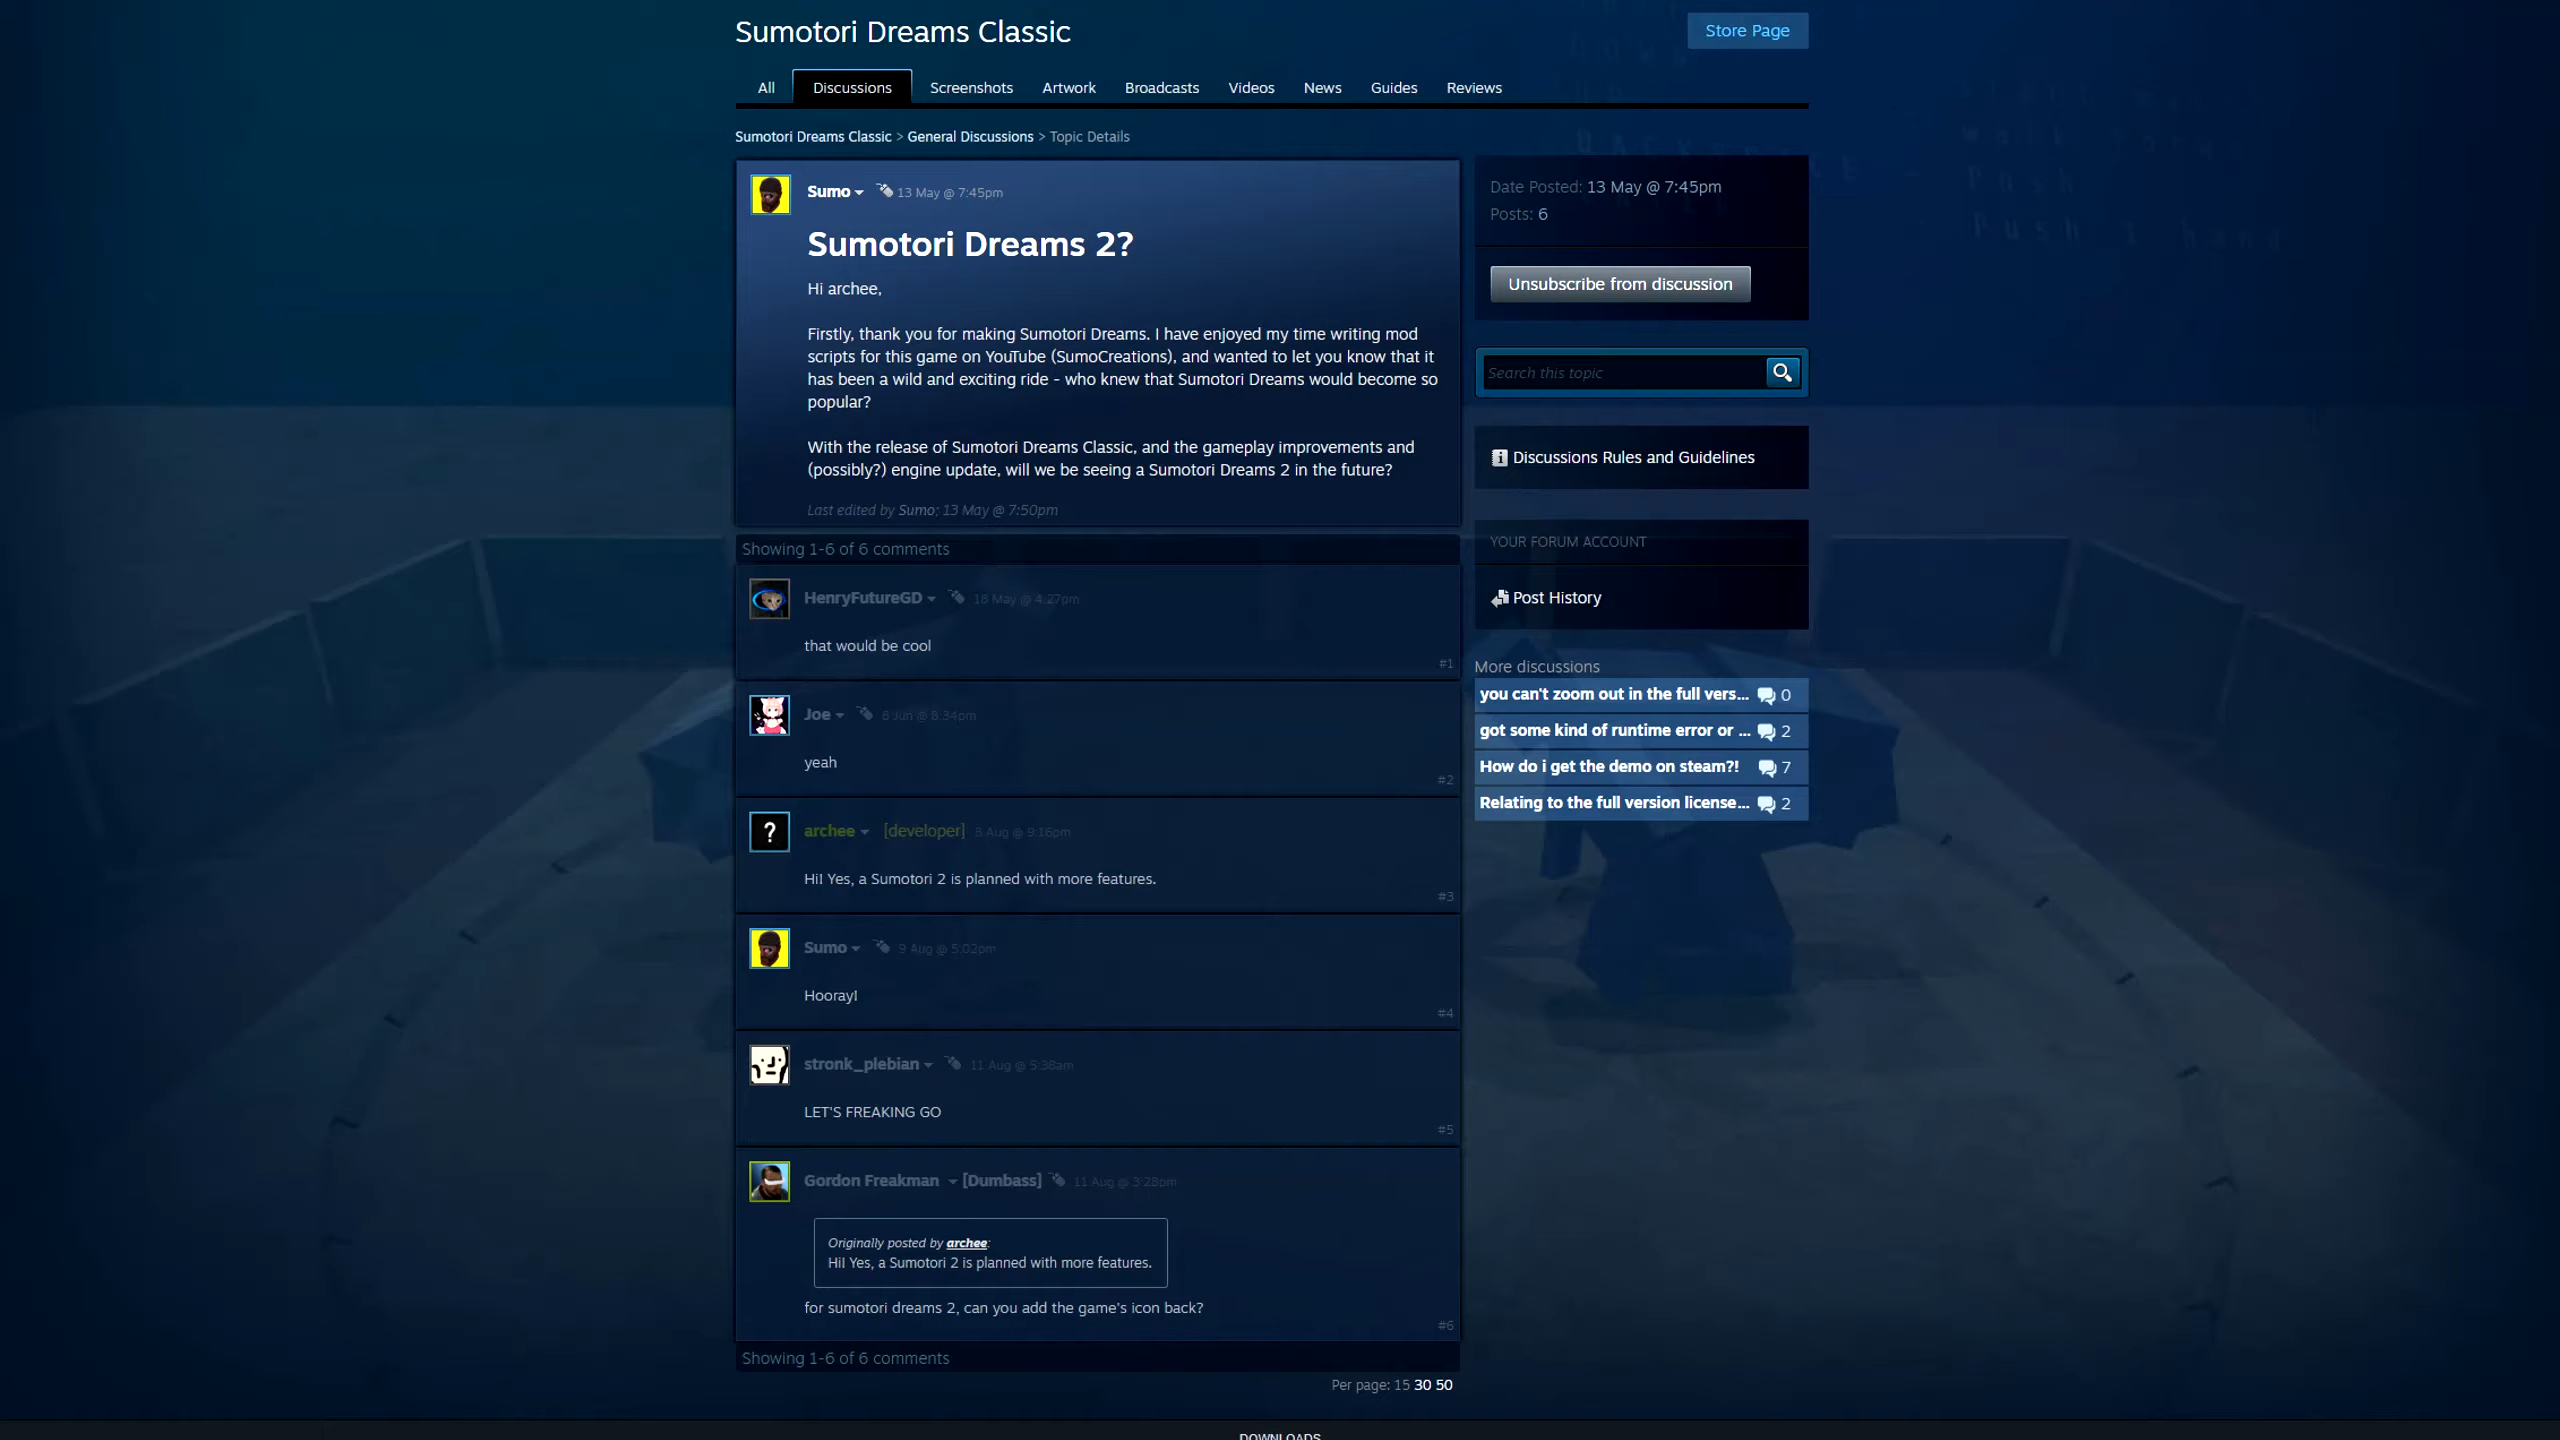 Sumotori Dreams Classic
Store Page
All
Discussions
Screenshots
Artwork
Broadcasts
Videos
News
Guides
Reviews
Sumotori Dreams Classic > General Discussions > Topic Details
Sumo 13 May @ 7:45pm
Sumotori Dreams 2?
Hi archee,
Firstly, thank you for making Sumotori Dreams. I have enjoyed my time writing mod
scripts for this game on YouTube (SumoCreations), and wanted to let you know that it
has been a wild and exciting ride - who knew that Sumotori Dreams would become so
popular?
With the release of Sumotori Dreams Classic, and the gameplay improvements and
(possibly?) engine update, will we be seeing a Sumotori Dreams 2 in the future?
Last edited by Sumo; 13 May @ 7:50pm
Showing 1-6 of 6 comments
HenryFutureGD 18 May @ 4:27pm
that would be cool
#1
Joe 8 Jun @ 8:34pm
yeah
#2
archee [developer] 3 Aug @ 9:16pm
Hi! Yes, a Sumotori 2 is planned with more features.
#3
Sumo 9 Aug @ 5:02pm
Hooray!
#4
stronk_plebian 11 Aug @ 5:38am
LET'S FREAKING GO
#5
Gordon Freakman [Dumbass] 11 Aug @ 3:28pm
Originally posted by archee:
Hi! Yes, a Sumotori 2 is planned with more features.
for sumotori dreams 2, can you add the game's icon back?
#6
Showing 1-6 of 6 comments
Per page: 15 30 50
Date Posted: 13 May @ 7:45pm
Posts: 6
Unsubscribe from discussion
Search this topic
Discussions Rules and Guidelines
YOUR FORUM ACCOUNT
Post History
More discussions
you can't zoom out in the full vers... 0
got some kind of runtime error or ... 2
How do i get the demo on steam?! 7
Relating to the full version license... 2
DOWNLOADS